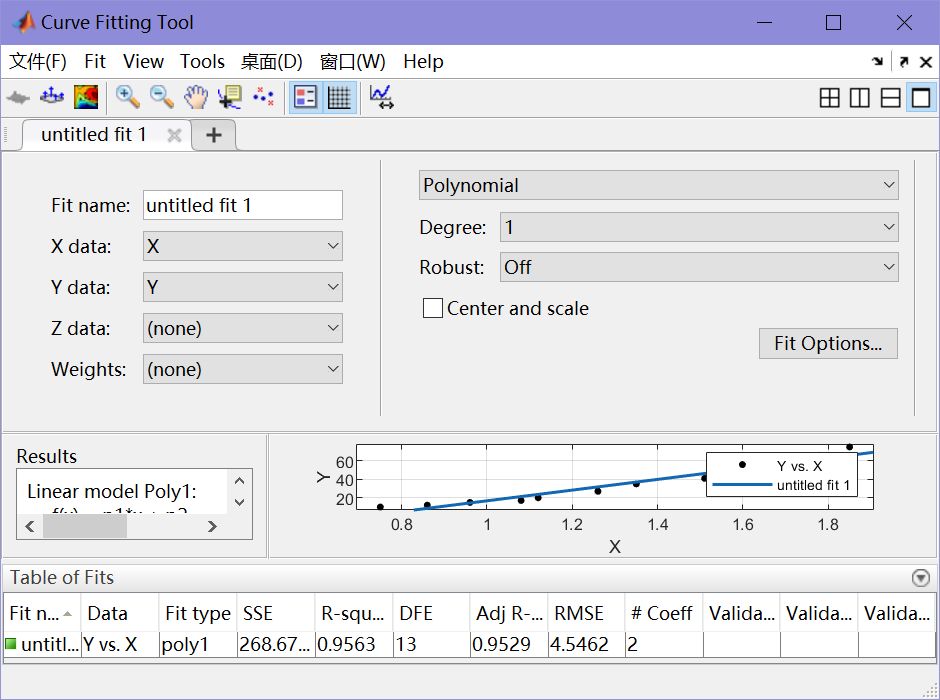 Curve Fitting Tool
文件(F) Fit View Tools 桌面(D) 窗口(W) Help
untitled fit 1
Fit name: untitled fit 1
X data: X
Y data: Y
Z data: (none)
Weights: (none)
Polynomial
Degree: 1
Robust: Off
Center and scale
Fit Options...
Results
Linear model Poly1:
Y
60
40
20
0.8 1 1.2 1.4 1.6 1.8
X
Y vs. X
untitled fit 1
Table of Fits
Fit n... Data Fit type SSE R-squ... DFE Adj R-... RMSE # Coeff Valida... Valida... Valida...
untitl... Y vs. X poly1 268.67... 0.9563 13 0.9529 4.5462 2